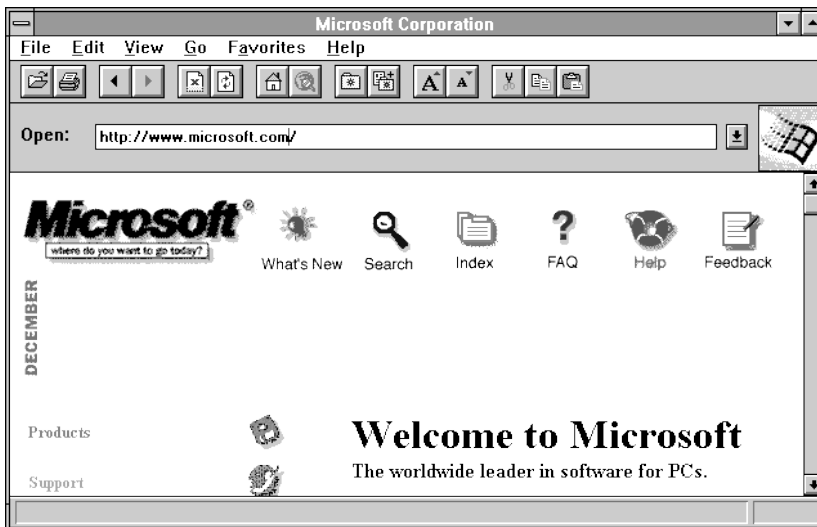 Microsoft Corporation
File Edit View Go Favorites Help
Open: http://www.microsoft.com/
Microsoft®
where do you want to go today?
What's New Search Index FAQ Help Feedback
DECEMBER
Products
Welcome to Microsoft
Support
The worldwide leader in software for PCs.